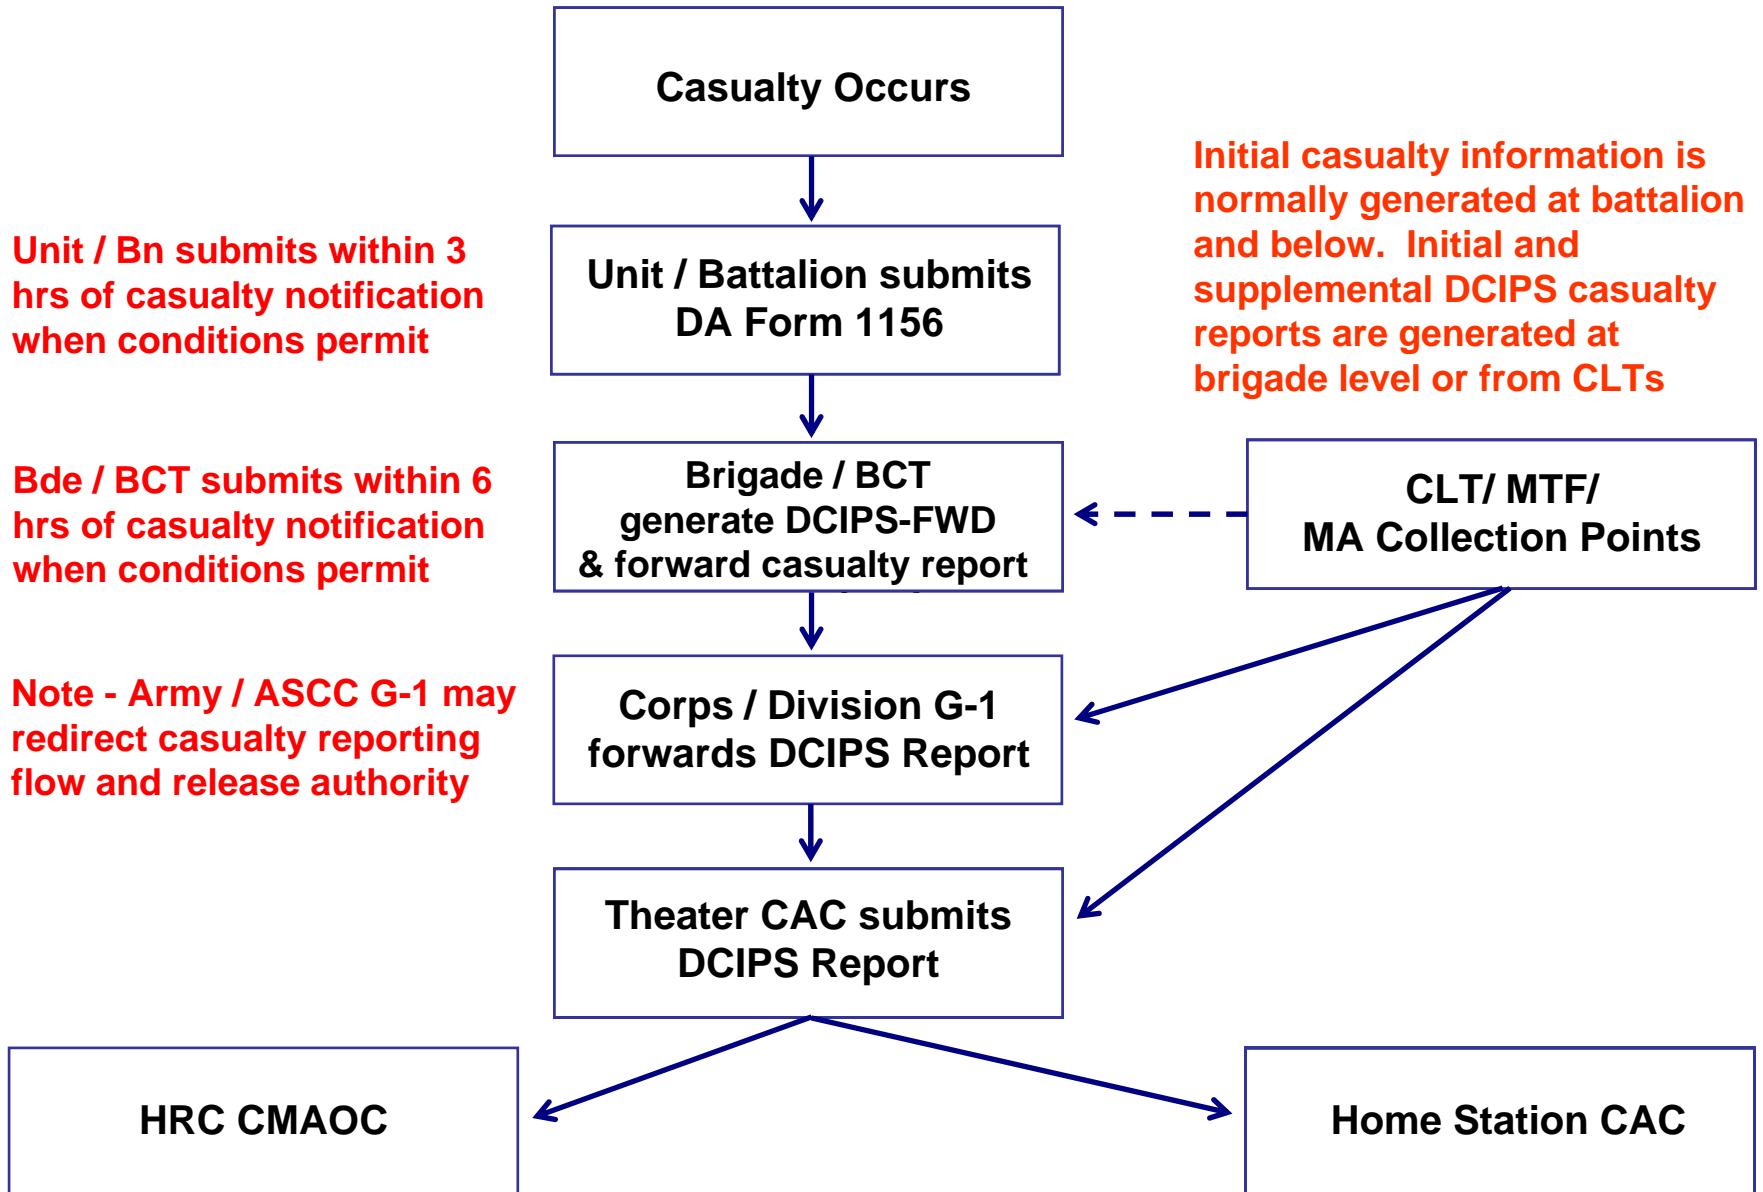 Casualty Occurs
Initial casualty information is
normally generated at battalion
and below.  Initial and
supplemental DCIPS casualty
reports are generated at
brigade level or from CLTs
Unit / Bn submits within 3
hrs of casualty notification
when conditions permit
Unit / Battalion submits
DA Form 1156
Bde / BCT submits within 6
hrs of casualty notification
when conditions permit
Brigade / BCT
generate DCIPS-FWD
& forward casualty report
CLT/ MTF/
MA Collection Points
Note - Army / ASCC G-1 may
redirect casualty reporting
flow and release authority
Corps / Division G-1
forwards DCIPS Report
Theater CAC submits
DCIPS Report
HRC CMAOC
Home Station CAC